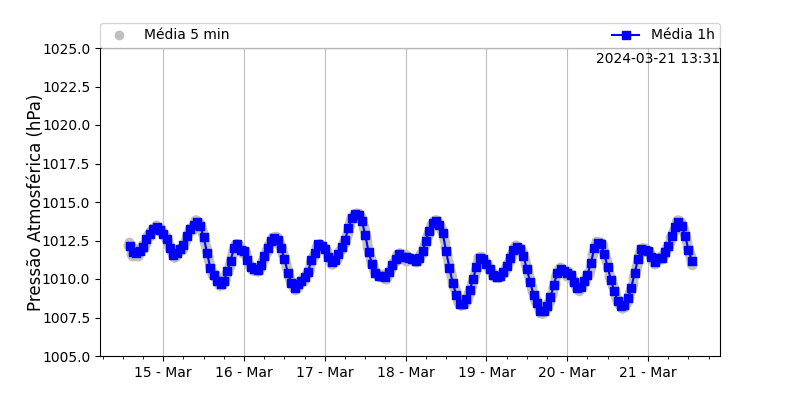 Média 5 min
Média 1h
2024-03-21 13:31
Pressão Atmosférica (hPa)
1025.0
1022.5
1020.0
1017.5
1015.0
1012.5
1010.0
1007.5
1005.0
15 - Mar
16 - Mar
17 - Mar
18 - Mar
19 - Mar
20 - Mar
21 - Mar